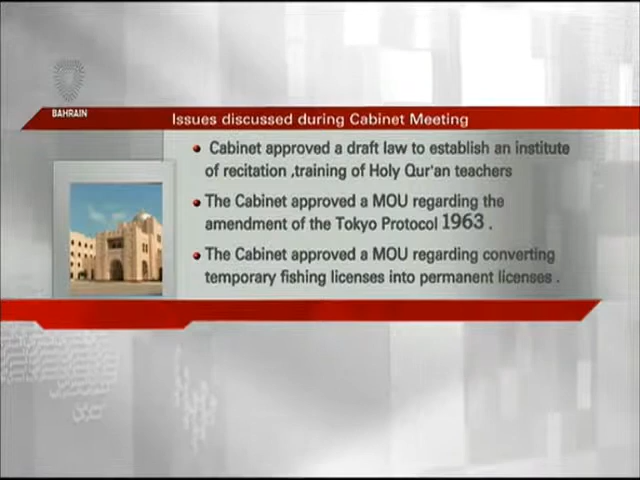 BAHRAIN
Issues discussed during Cabinet Meeting
Cabinet approved a draft law to establish an institute
of recitation ,training of Holy Qur'an teachers
The Cabinet approved a MOU regarding the
amendment of the Tokyo Protocol 1963 .
The Cabinet approved a MOU regarding converting
temporary fishing licenses into permanent licenses .